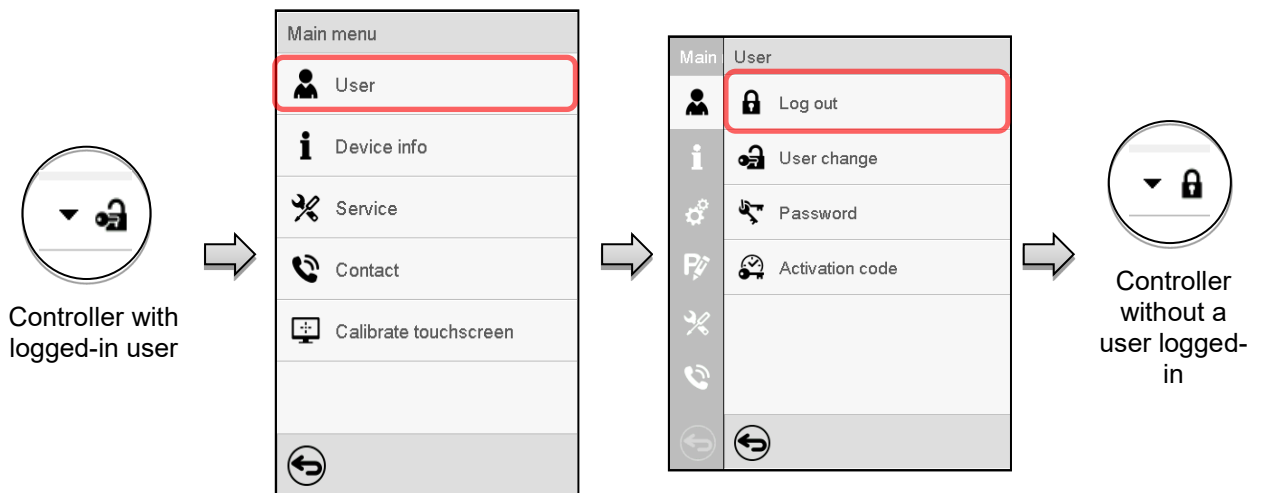 Controller with
logged-in user
Main menu
User
Device info
Service
Contact
Calibrate touchscreen
Main
User
Log out
User change
Password
Activation code
Controller
without a
user logged-
in